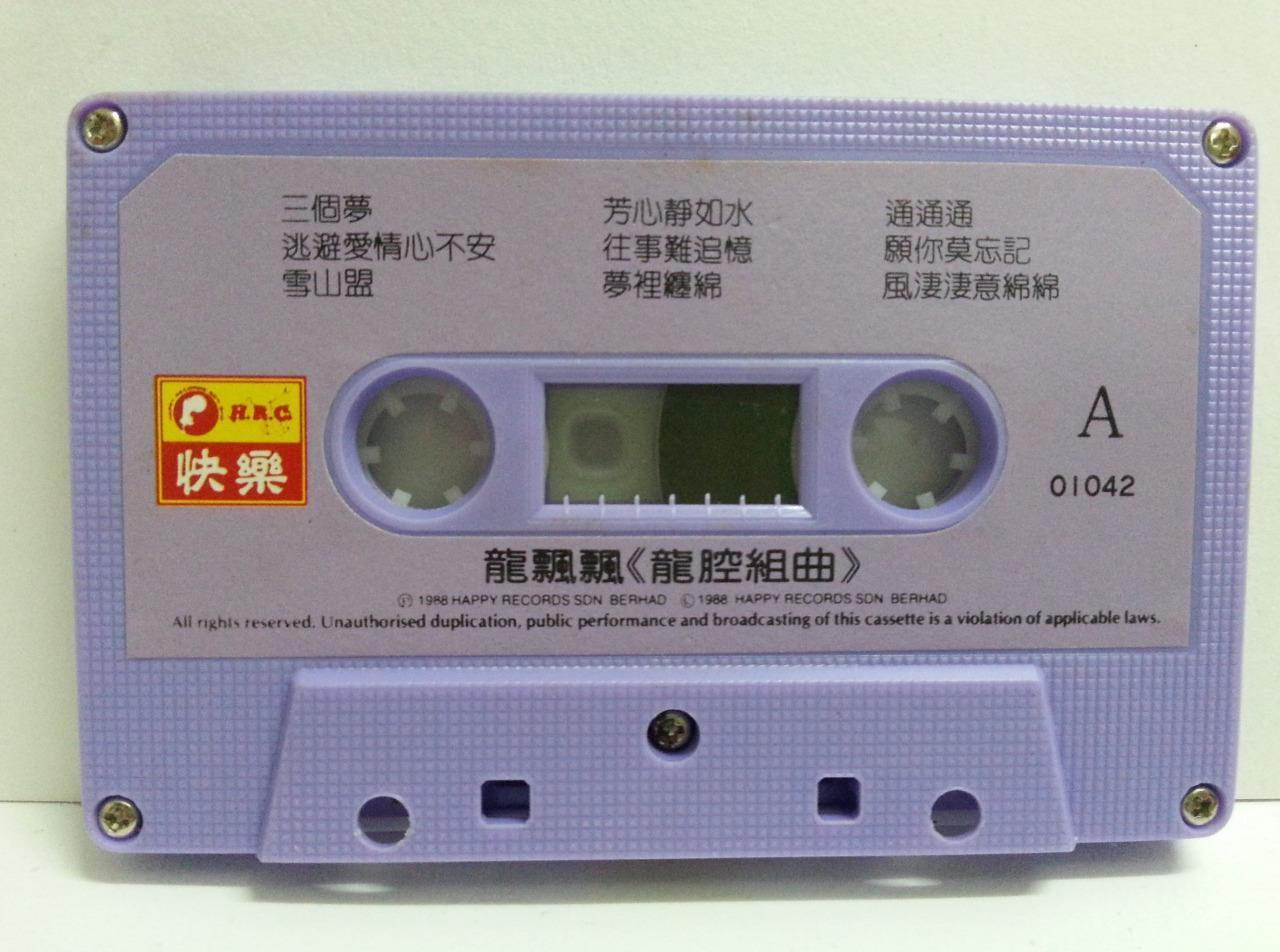 三個夢
逃避愛情心不安
雪山盟
芳心靜如水
往事難追憶
夢裡纏綿
通通通
願你莫忘記
風淒淒意綿綿
H.R.C.
快樂
A
01042
龍飄飄《龍腔組曲》
Ⓟ 1988 HAPPY RECORDS SDN BERHAD © 1988 HAPPY RECORDS SDN BERHAD
All rights reserved. Unauthorised duplication, public performance and broadcasting of this cassette is a violation of applicable laws.